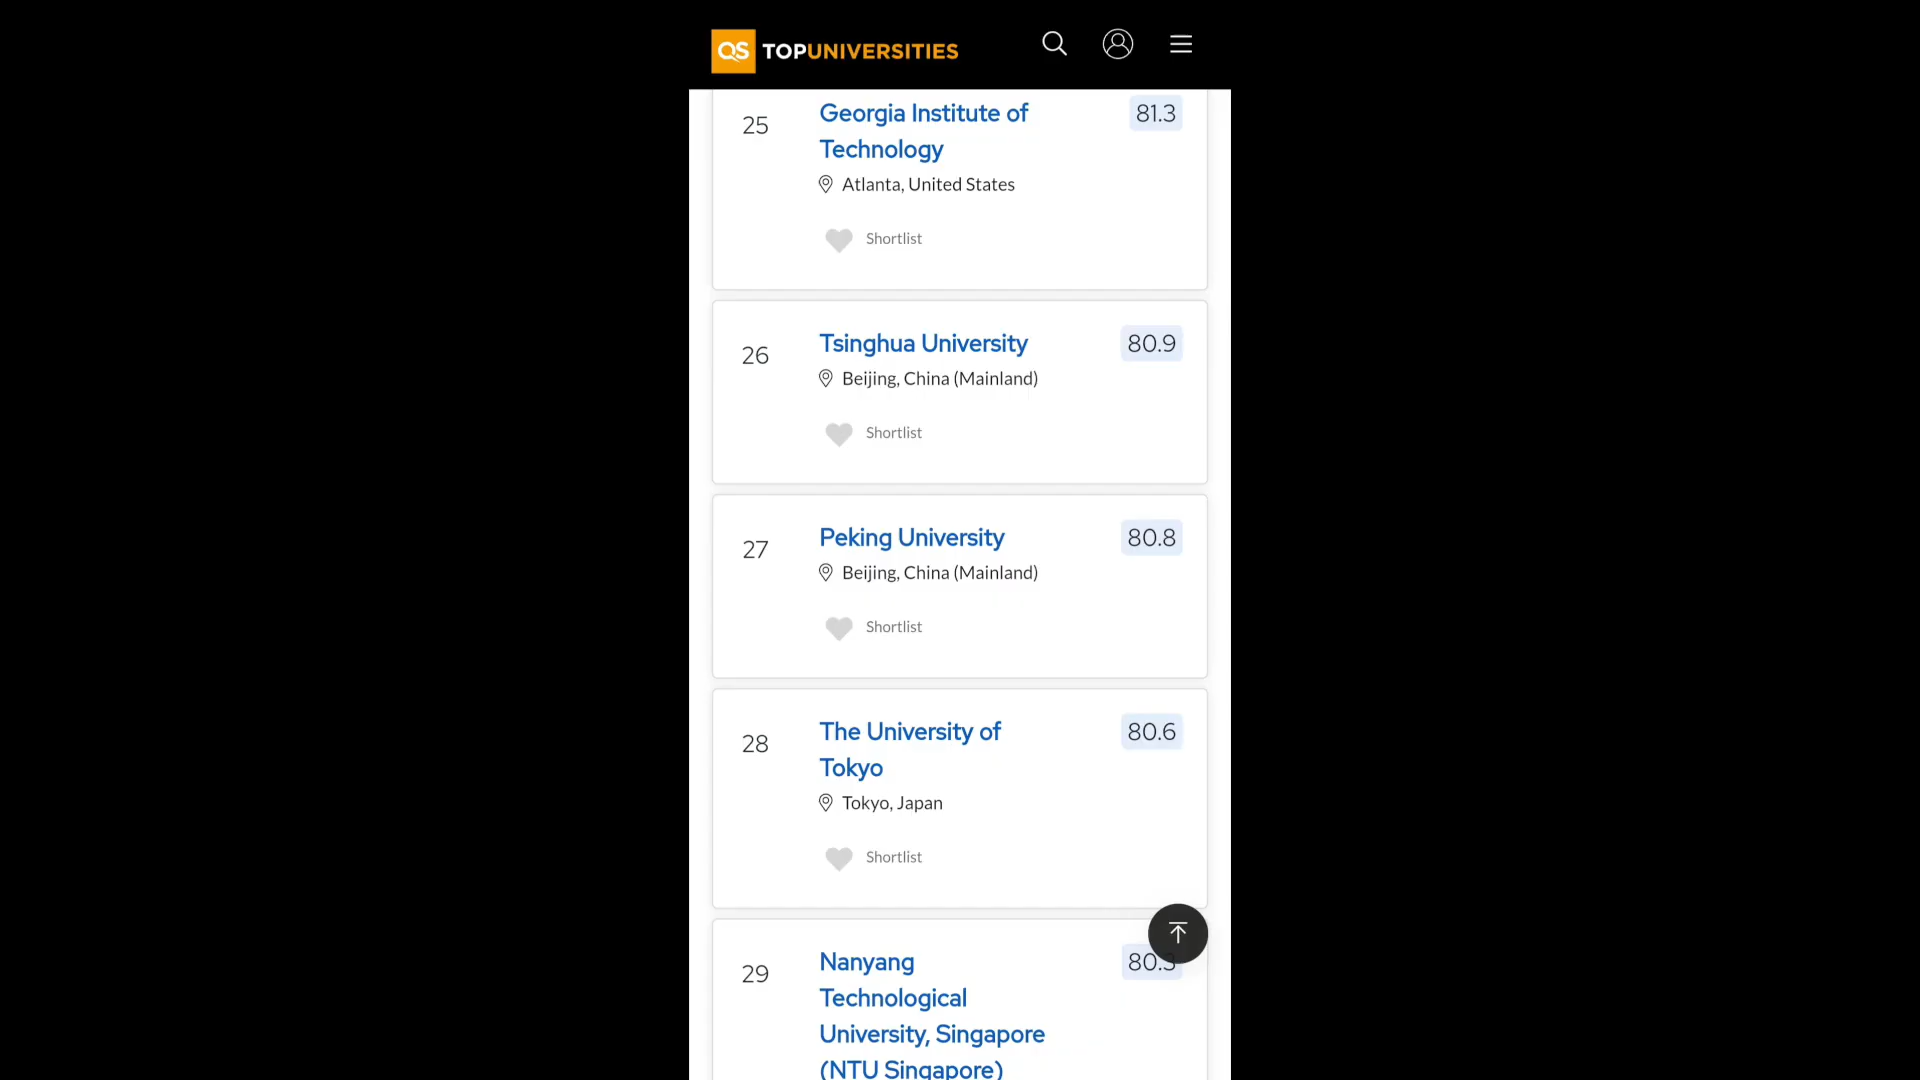 QS TOPUNIVERSITIES
25
Georgia Institute of
Technology
81.3
Atlanta, United States
Shortlist
26
Tsinghua University
80.9
Beijing, China (Mainland)
Shortlist
27
Peking University
80.8
Beijing, China (Mainland)
Shortlist
28
The University of
Tokyo
80.6
Tokyo, Japan
Shortlist
29
Nanyang
Technological
University, Singapore
(NTU Singapore)
80.3